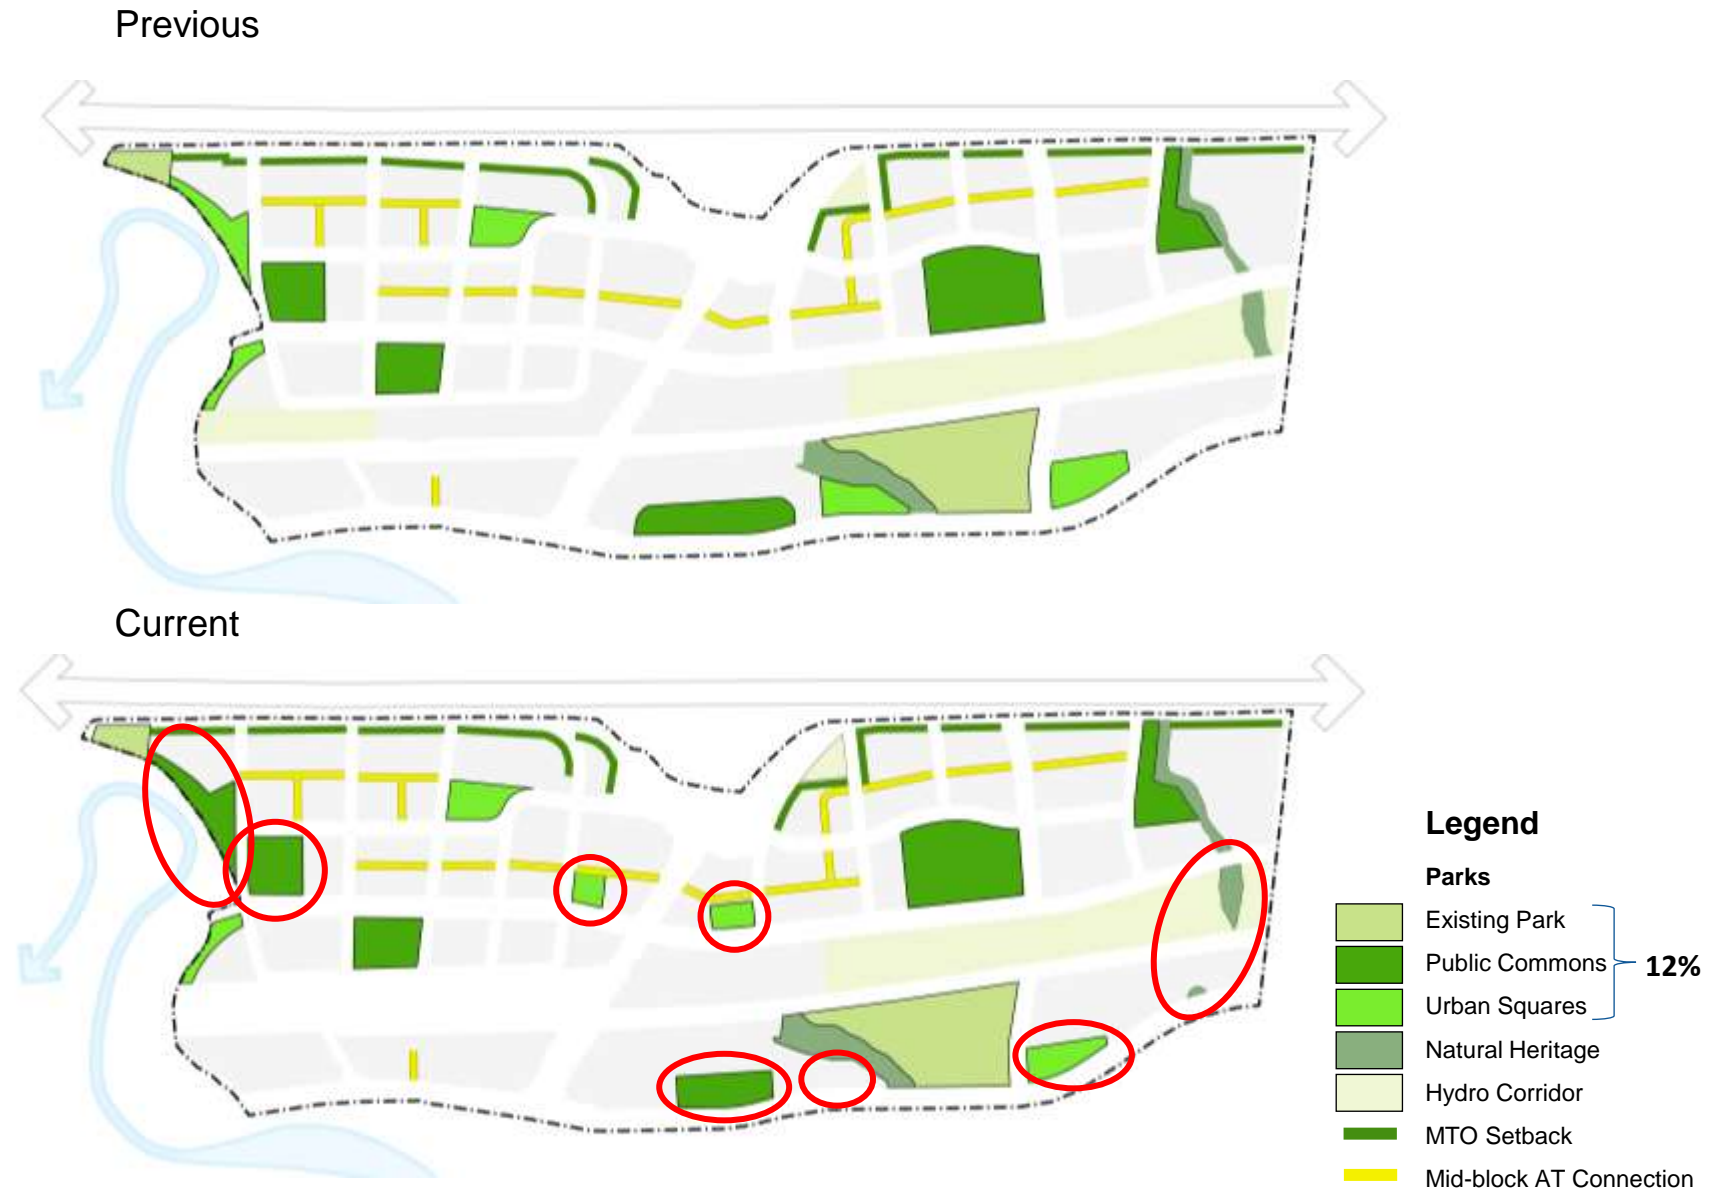 Previous
Current
Legend
Parks
Existing Park
Public Commons
12%
Urban Squares
Natural Heritage
Hydro Corridor
MTO Setback
Mid-block AT Connection